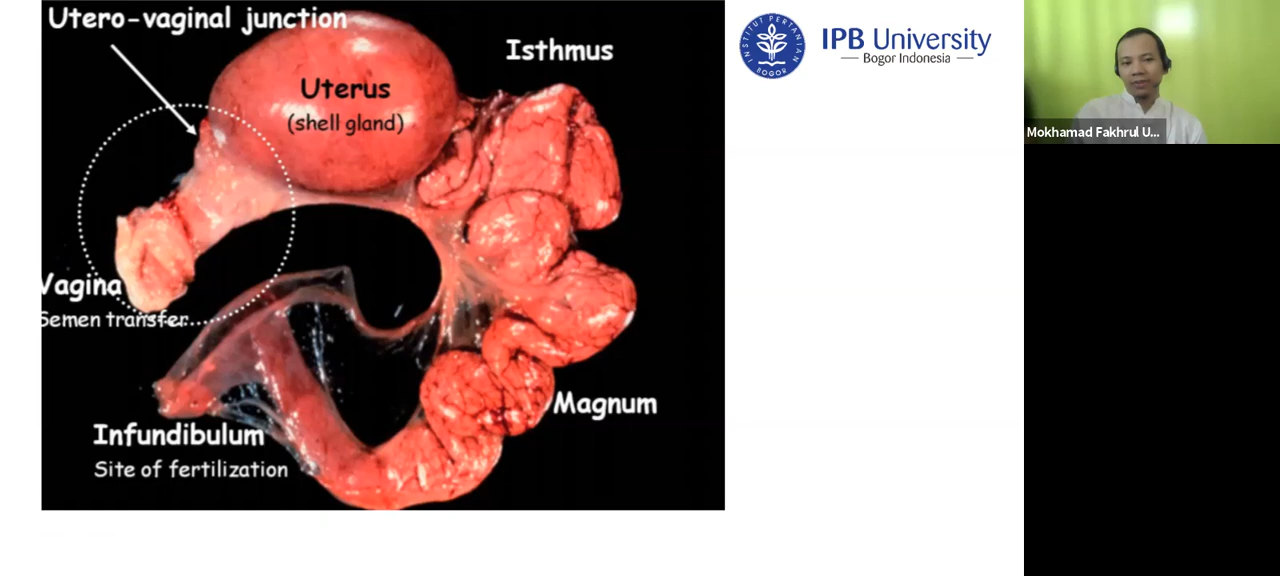 Utero-vaginal junction
Isthmus
Uterus
(shell gland)
Vagina
Semen transfer
Magnum
Infundibulum
Site of fertilization
INSTITUT PERTANIAN
BOGOR
IPB University
Bogor Indonesia
Mokhamad Fakhrul U...